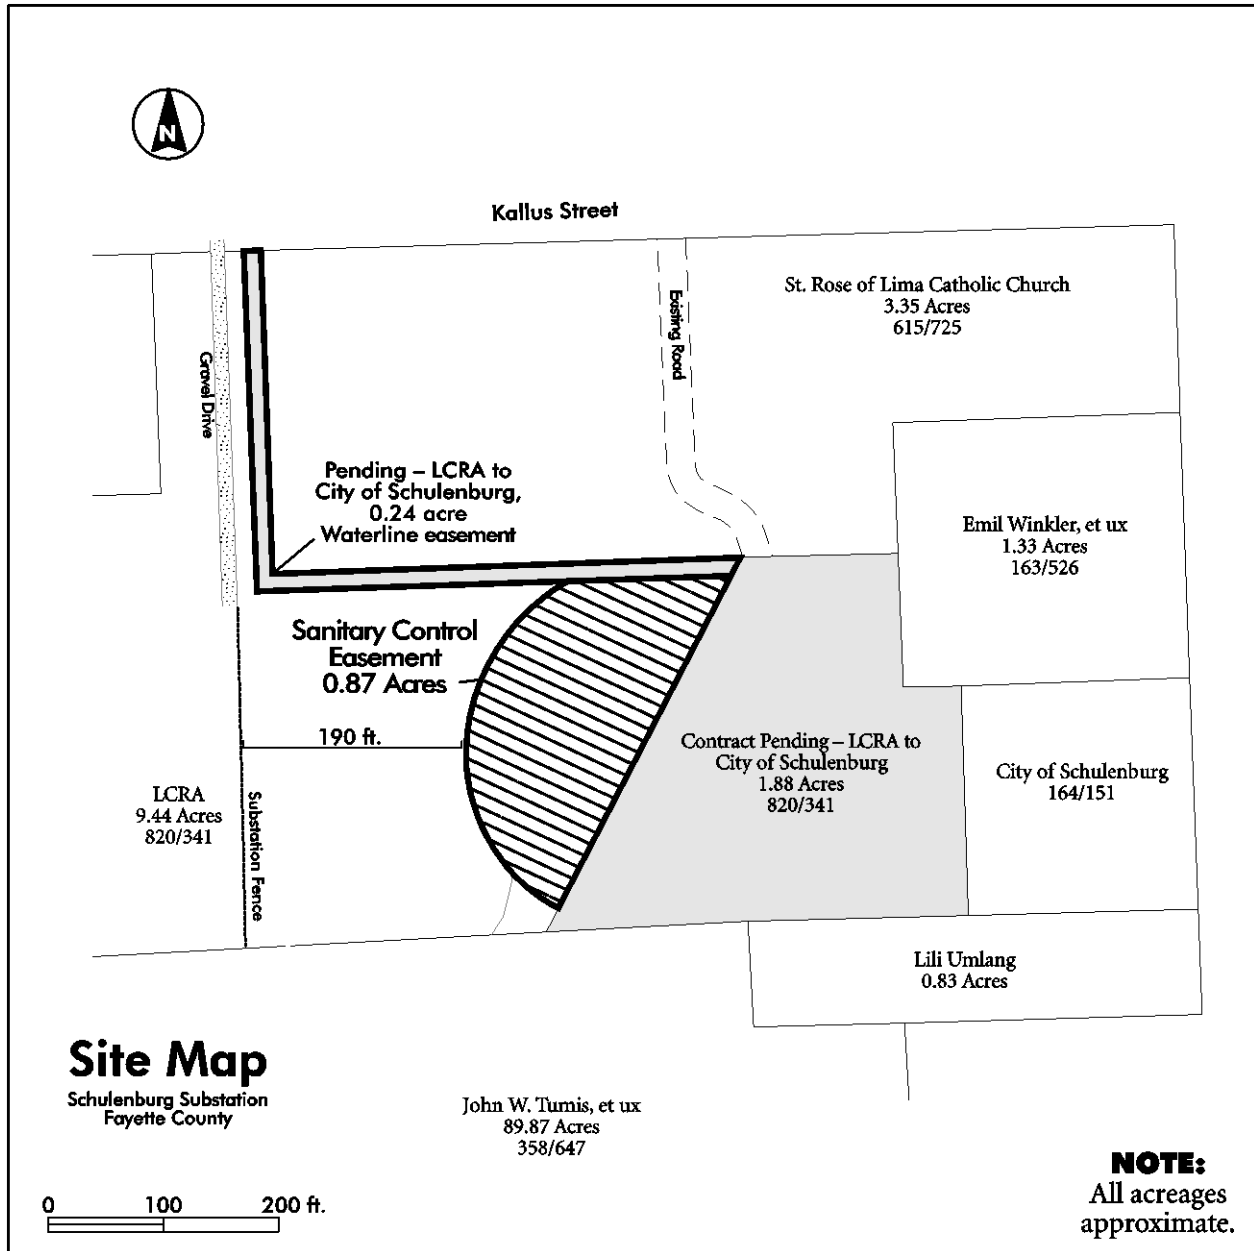 N
Kallus Street
St. Rose of Lima Catholic Church
3.35 Acres
615/725
Existing Road
Gravel Drive
Pending – LCRA to
City of Schulenburg,
0.24 acre
Waterline easement
Emil Winkler, et ux
1.33 Acres
163/526
Sanitary Control
Easement
0.87 Acres
190 ft.
Contract Pending – LCRA to
City of Schulenburg
1.88 Acres
820/341
City of Schulenburg
164/151
LCRA
9.44 Acres
820/341
Substation Fence
Lili Umlang
0.83 Acres
Site Map
Schulenburg Substation
Fayette County
John W. Tumis, et ux
89.87 Acres
358/647
0 100 200 ft.
NOTE:
All acreages
approximate.